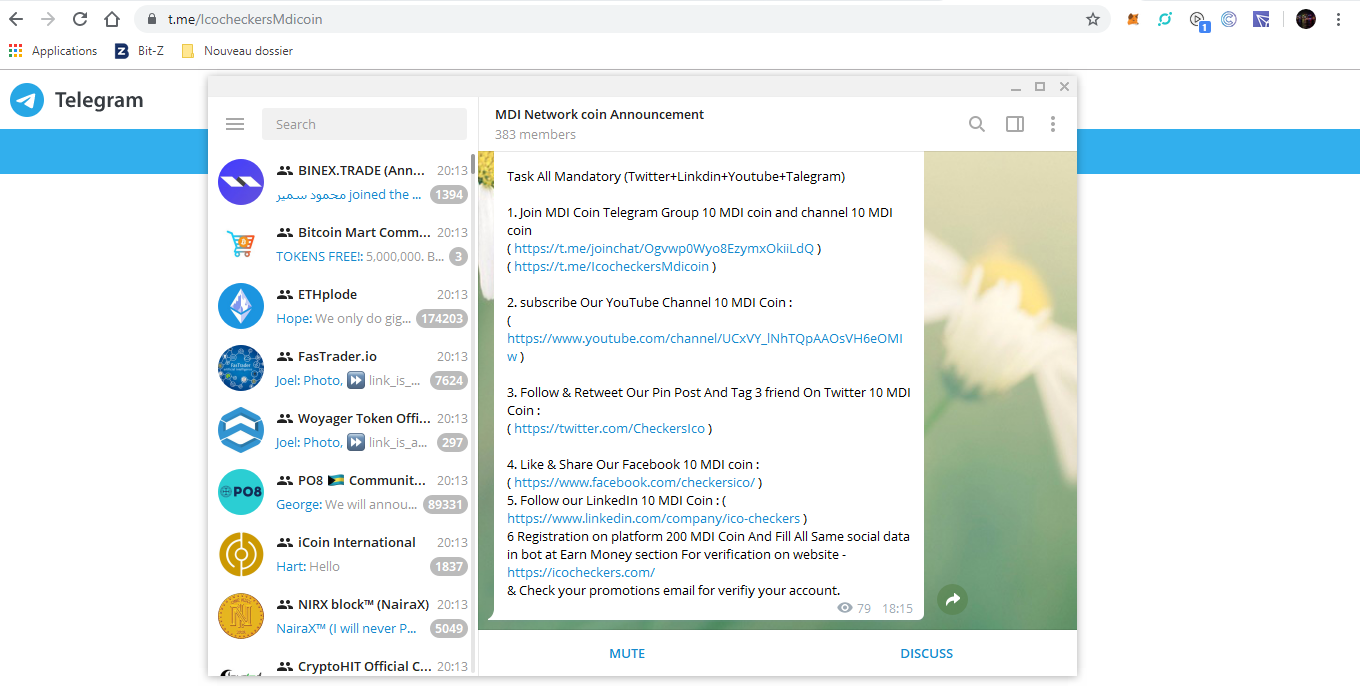 t.me/IcocheckersMdicoin
1
Applications
Bit-Z
Nouveau dossier
Telegram
Search
BINEX.TRADE (Ann...
20:13
محمود سمير joined the ...
1394
Bitcoin Mart Comm...
20:13
TOKENS FREE!: 5,000,000. B...
3
ETHplode
20:13
Hope: We only do gig...
174203
FasTrader.io
20:13
Joel: Photo, ⏩ link_is_...
7624
Woyager Token Offi...
20:13
Joel: Photo, ⏩ link_is_a...
297
PO8 🇧🇸 Communit...
20:13
PO8
George: We will annou...
89331
iCoin International
20:13
Hart: Hello
1837
NIRX block™ (NairaX)
20:13
NairaX™ (I will never P...
5049
CryptoHIT Official C...
20:13
MDI Network coin Announcement
383 members
Task All Mandatory (Twitter+Linkdin+Youtube+Talegram)
1. Join MDI Coin Telegram Group 10 MDI coin and channel 10 MDI
coin
( https://t.me/joinchat/Ogvwp0Wyo8EzymxOkiiLdQ )
( https://t.me/IcocheckersMdicoin )
2. subscribe Our YouTube Channel 10 MDI Coin :
(
https://www.youtube.com/channel/UCxVY_lNhTQpAAOsVH6eOMI
w )
3. Follow & Retweet Our Pin Post And Tag 3 friend On Twitter 10 MDI
Coin :
( https://twitter.com/CheckersIco )
4. Like & Share Our Facebook 10 MDI coin :
( https://www.facebook.com/checkersico/ )
5. Follow our LinkedIn 10 MDI Coin : (
https://www.linkedin.com/company/ico-checkers )
6 Registration on platform 200 MDI Coin And Fill All Same social data
in bot at Earn Money section For verification on website -
https://icocheckers.com/
& Check your promotions email for verifiy your account.
79 18:15
MUTE
DISCUSS